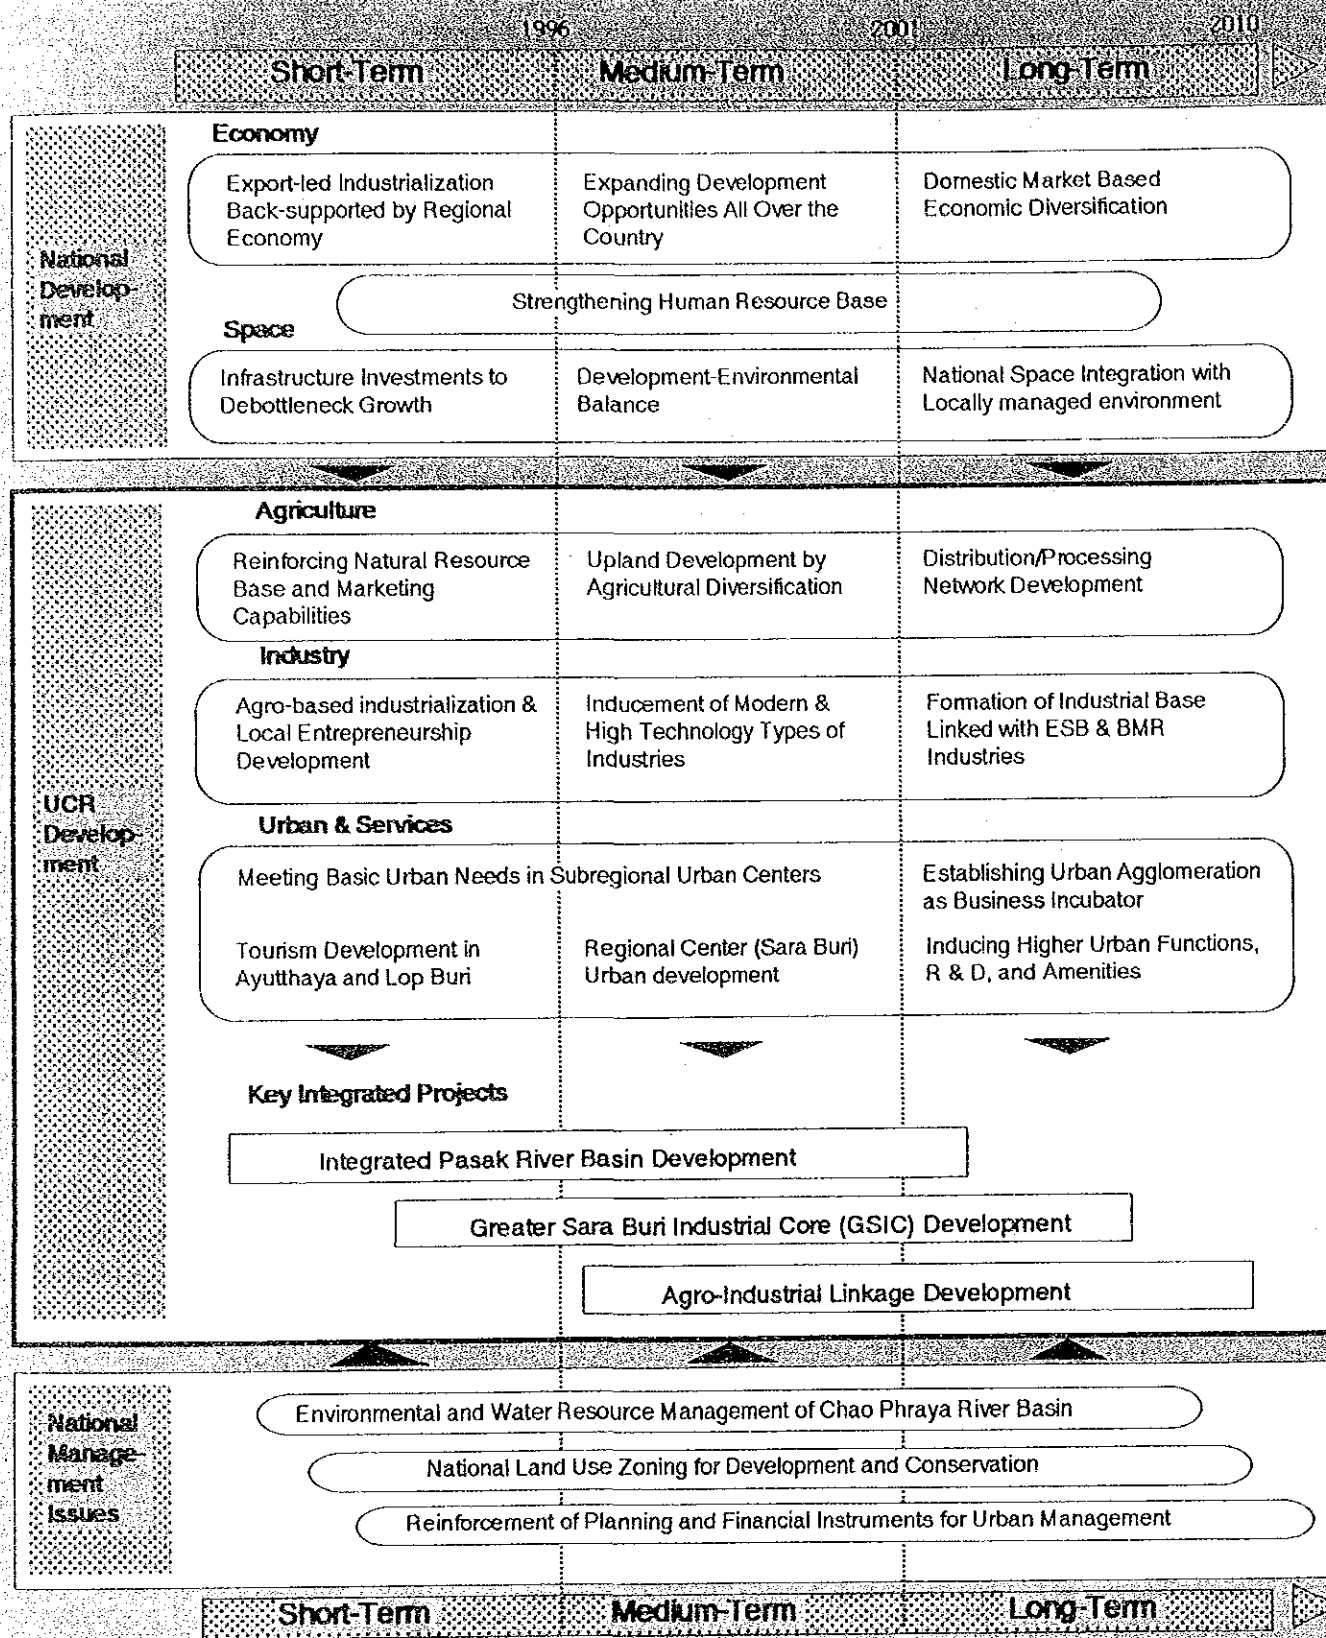 1996 2001 2010
Short-Term Medium-Term Long-Term
National
Develop-
ment
Economy
Export-led Industrialization
Back-supported by Regional
Economy
Expanding Development
Opportunities All Over the
Country
Domestic Market Based
Economic Diversification
Strengthening Human Resource Base
Space
Infrastructure Investments to
Debottleneck Growth
Development-Environmental
Balance
National Space Integration with
Locally managed environment
UCR
Develop-
ment
Agriculture
Reinforcing Natural Resource
Base and Marketing
Capabilities
Upland Development by
Agricultural Diversification
Distribution/Processing
Network Development
Industry
Agro-based industrialization &
Local Entrepreneurship
Development
Inducement of Modern &
High Technology Types of
Industries
Formation of Industrial Base
Linked with ESB & BMR
Industries
Urban & Services
Meeting Basic Urban Needs in Subregional Urban Centers
Establishing Urban Agglomeration
as Business Incubator
Tourism Development in
Ayutthaya and Lop Buri
Regional Center (Sara Buri)
Urban development
Inducing Higher Urban Functions,
R & D, and Amenities
Key Integrated Projects
Integrated Pasak River Basin Development
Greater Sara Buri Industrial Core (GSIC) Development
Agro-Industrial Linkage Development
National
Manage-
ment
Issues
Environmental and Water Resource Management of Chao Phraya River Basin
National Land Use Zoning for Development and Conservation
Reinforcement of Planning and Financial Instruments for Urban Management
Short-Term Medium-Term Long-Term